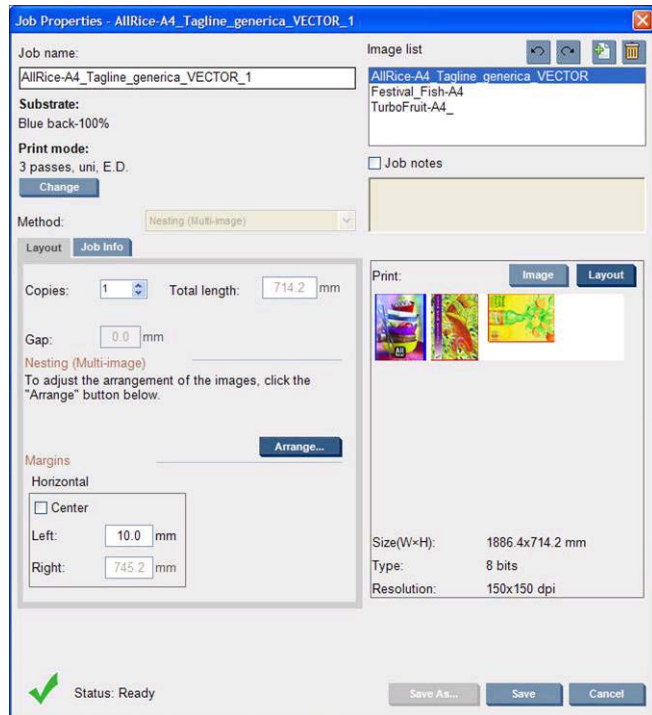 Job Properties - AllRice-A4_Tagline_generica_VECTOR_1
Job name:
AllRice-A4_Tagline_generica_VECTOR_1
Substrate:
Blue back-100%
Print mode:
3 passes, uni, E.D.
Change
Method:
Nesting (Multi-image)
Image list
AllRice-A4_Tagline_generica_VECTOR
Festival_Fish-A4
TurboFruit-A4_
Job notes
Layout
Job Info
Copies:
1
Total length:
714.2 mm
Gap:
0.0 mm
Nesting (Multi-image)
To adjust the arrangement of the images, click the
"Arrange" button below.
Arrange...
Margins
Horizontal
Center
Left:
10.0 mm
Right:
745.2 mm
Print:
Image
Layout
Size(W×H):
1886.4x714.2 mm
Type:
8 bits
Resolution:
150x150 dpi
Status: Ready
Save As...
Save
Cancel